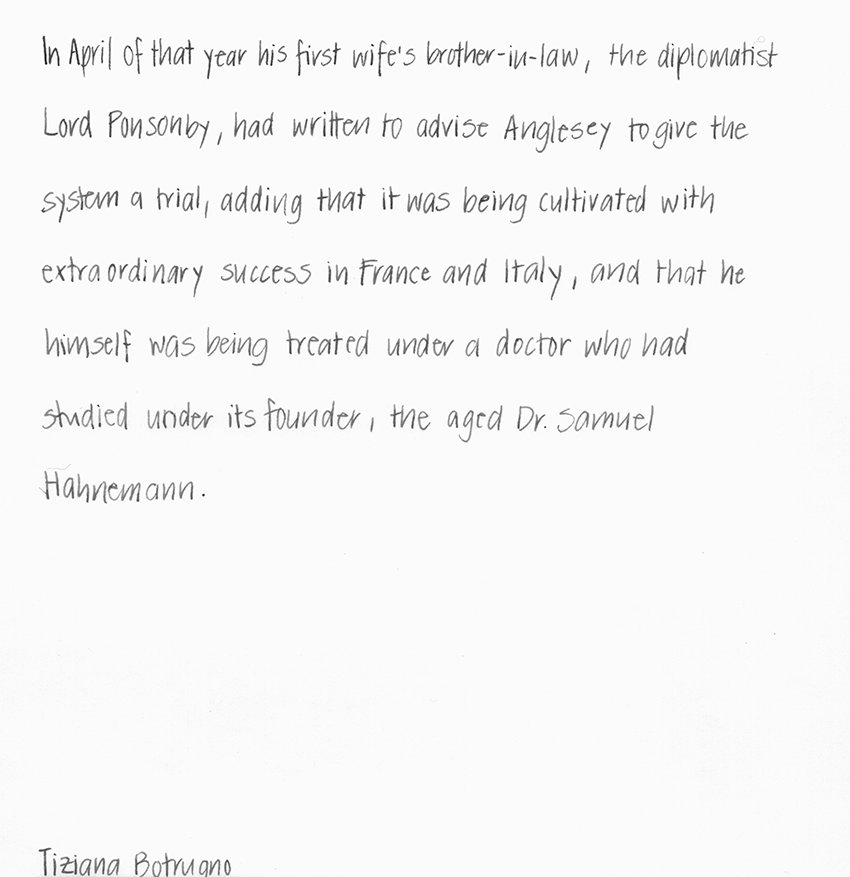 In April of that year his first wife's brother-in-law, the diplomatist
Lord Ponsonby, had written to advise Anglesey to give the
system a trial, adding that it was being cultivated with
extraordinary success in France and Italy, and that he
himself was being treated under a doctor who had
studied under its founder, the aged Dr. Samuel
Hahnemann.
Tiziana Botrugno